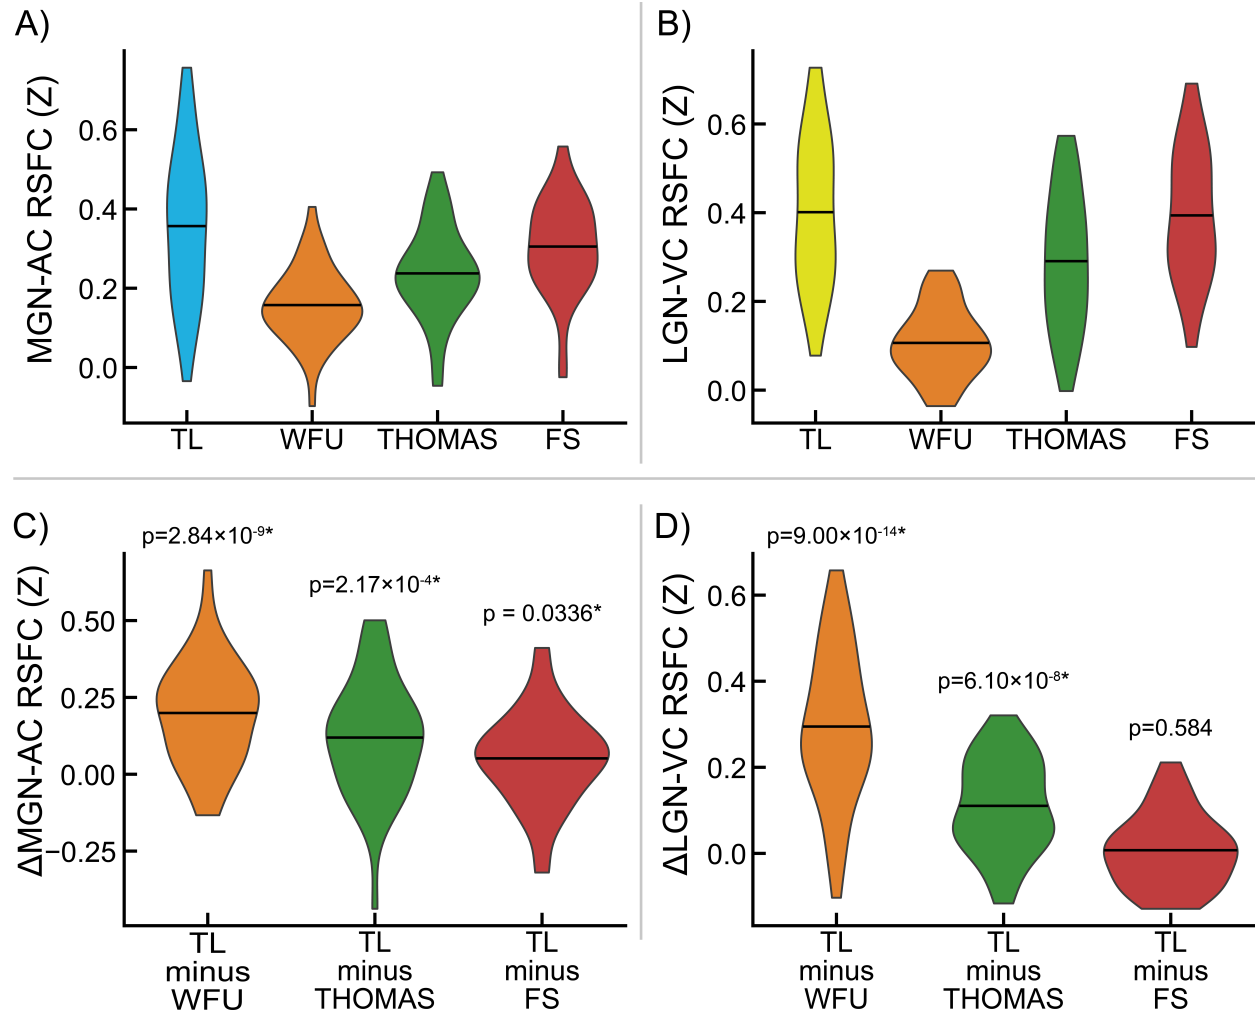 A)
MGN-AC RSFC (Z)
0.6
0.4
0.2
0.0
TL WFU THOMAS FS
B)
LGN-VC RSFC (Z)
0.6
0.4
0.2
0.0
TL WFU THOMAS FS
C)
p=2.84×10⁻⁹*
p=2.17×10⁻⁴*
p = 0.0336*
ΔMGN-AC RSFC (Z)
0.50
0.25
0.00
−0.25
TL TL TL
minus minus minus
WFU THOMAS FS
D)
p=9.00×10⁻¹⁴*
p=6.10×10⁻⁸*
p=0.584
ΔLGN-VC RSFC (Z)
0.6
0.4
0.2
0.0
TL TL TL
minus minus minus
WFU THOMAS FS